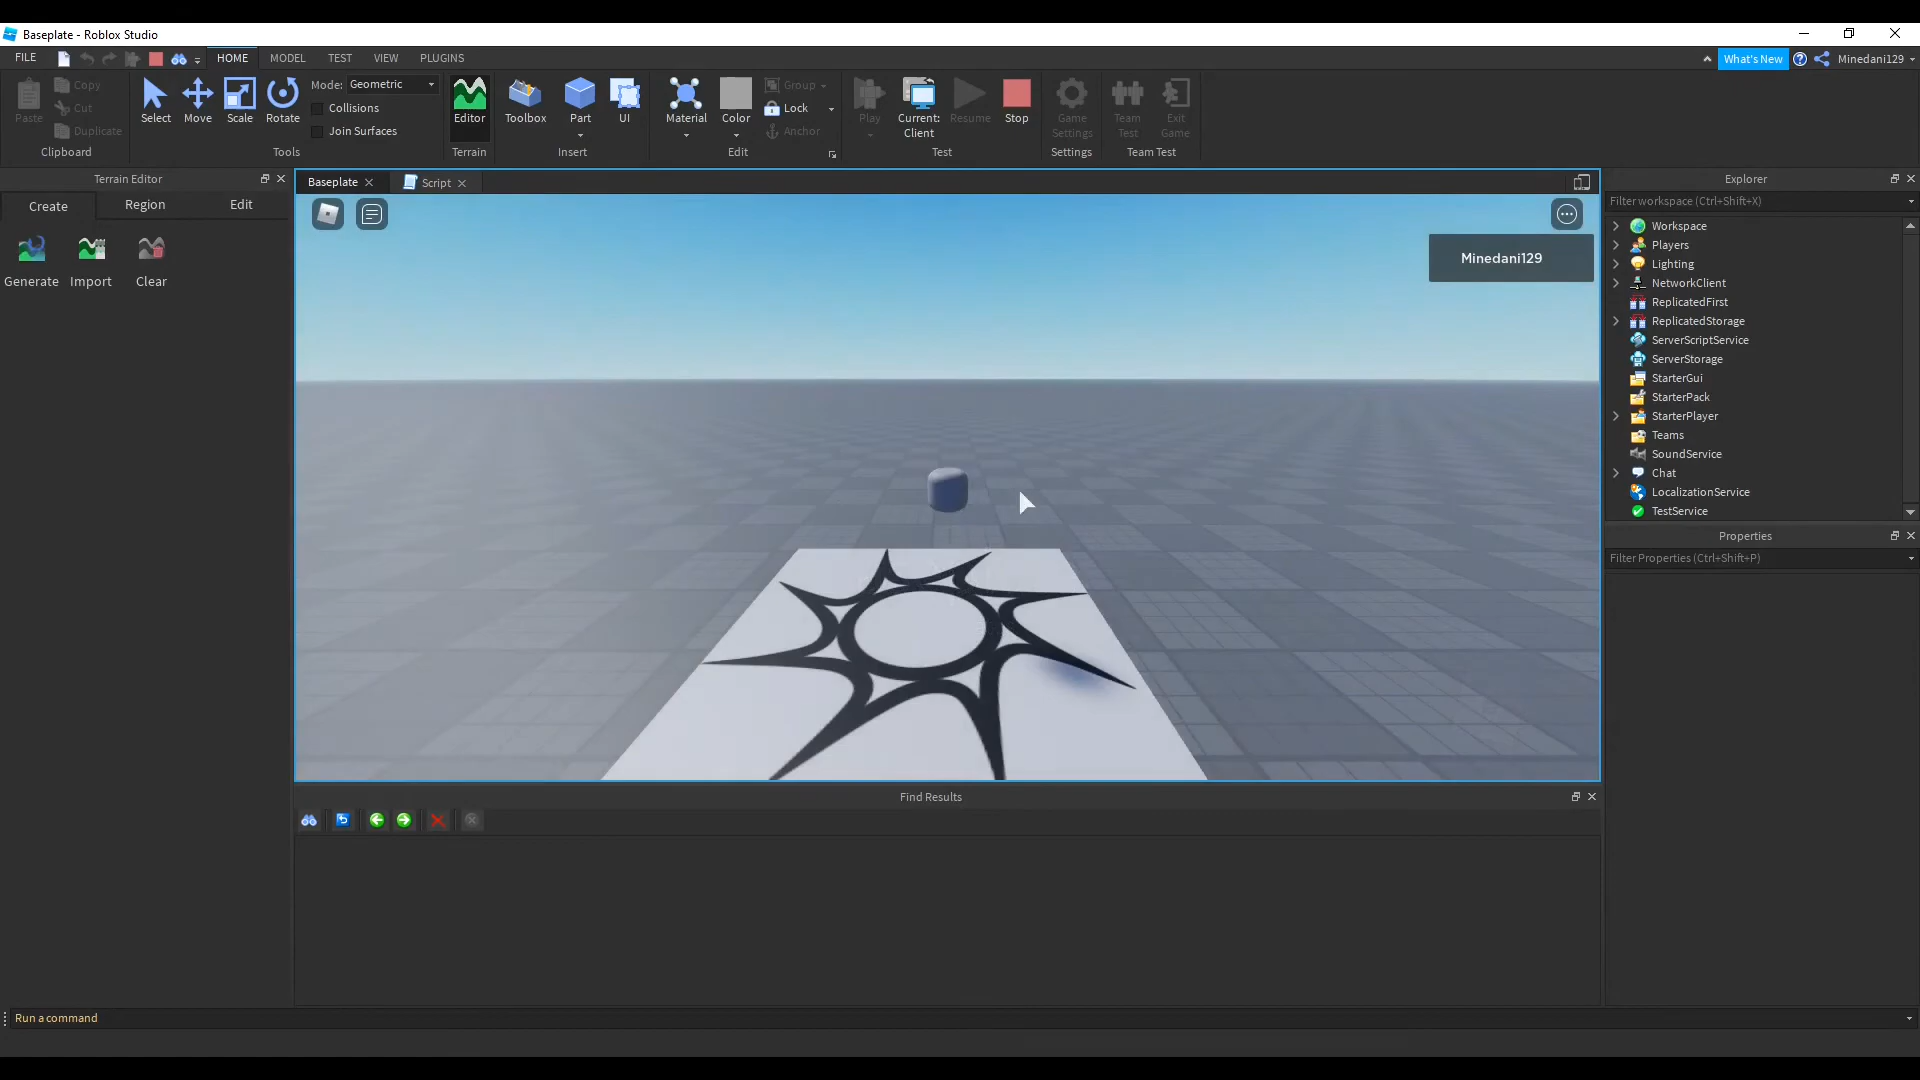 Baseplate - Roblox Studio
FILE HOME MODEL TEST VIEW PLUGINS What's New Minedani129
Paste Copy Cut Duplicate Select Move Scale Rotate Mode: Geometric Collisions Join Surfaces Editor Toolbox Part UI Material Color Group Lock Anchor Play Current: Client Resume Stop Game Settings Team Test Exit Game
Clipboard Tools Terrain Insert Edit Test Settings Team Test
Terrain Editor
Create Region Edit
Generate Import Clear
Baseplate Script
Minedani129
Find Results
Explorer
Filter workspace (Ctrl+Shift+X)
Workspace
Players
Lighting
NetworkClient
ReplicatedFirst
ReplicatedStorage
ServerScriptService
ServerStorage
StarterGui
StarterPack
StarterPlayer
Teams
SoundService
Chat
LocalizationService
TestService
Properties
Filter Properties (Ctrl+Shift+P)
Run a command